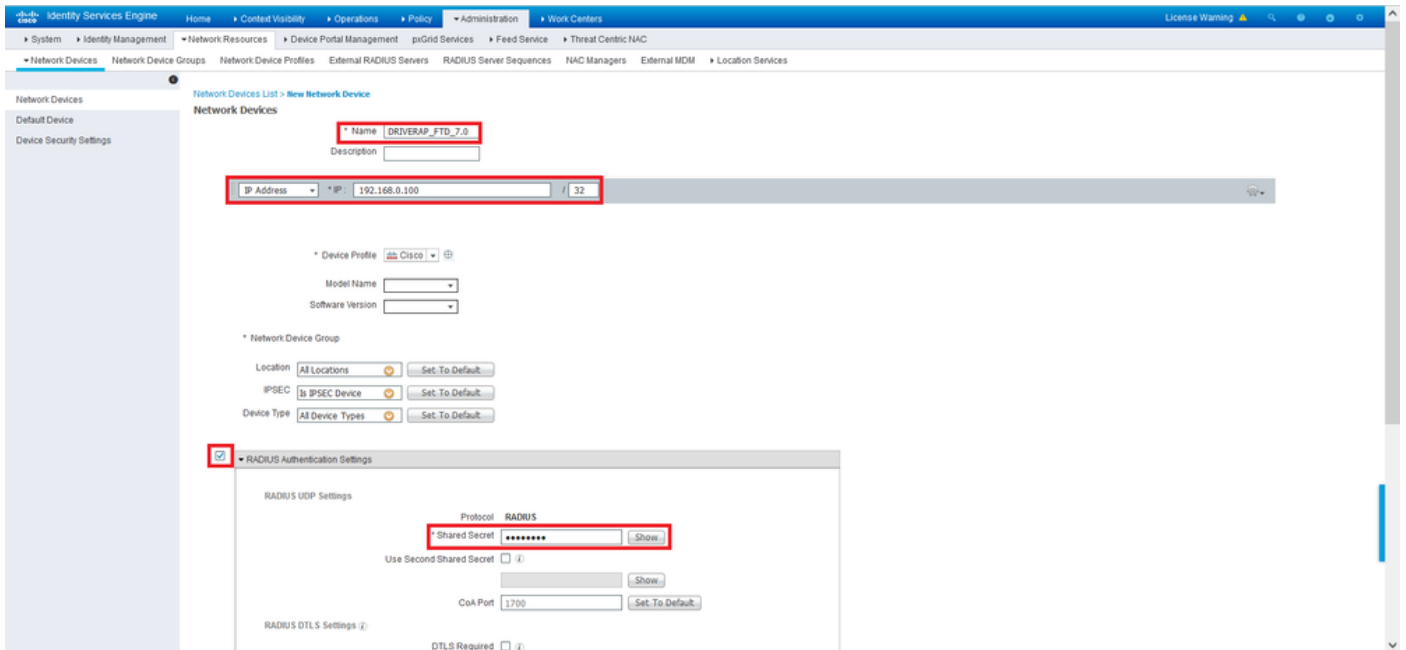 cisco Identity Services Engine Home Context Visibility Operations Policy Administration Work Centers License Warning
System Identity Management Network Resources Device Portal Management pxGrid Services Feed Service Threat Centric NAC
Network Devices Network Device Groups Network Device Profiles External RADIUS Servers RADIUS Server Sequences NAC Managers External MDM Location Services
Network Devices
Default Device
Device Security Settings
Network Devices List > New Network Device
Network Devices
* Name DRIVERAP_FTD_7.0
Description
IP Address * IP : 192.168.0.100 / 32
* Device Profile Cisco
Model Name
Software Version
* Network Device Group
Location All Locations Set To Default
IPSEC Is IPSEC Device Set To Default
Device Type All Device Types Set To Default
RADIUS Authentication Settings
RADIUS UDP Settings
Protocol RADIUS
* Shared Secret •••••••• Show
Use Second Shared Secret
Show
CoA Port 1700 Set To Default
RADIUS DTLS Settings
DTLS Required